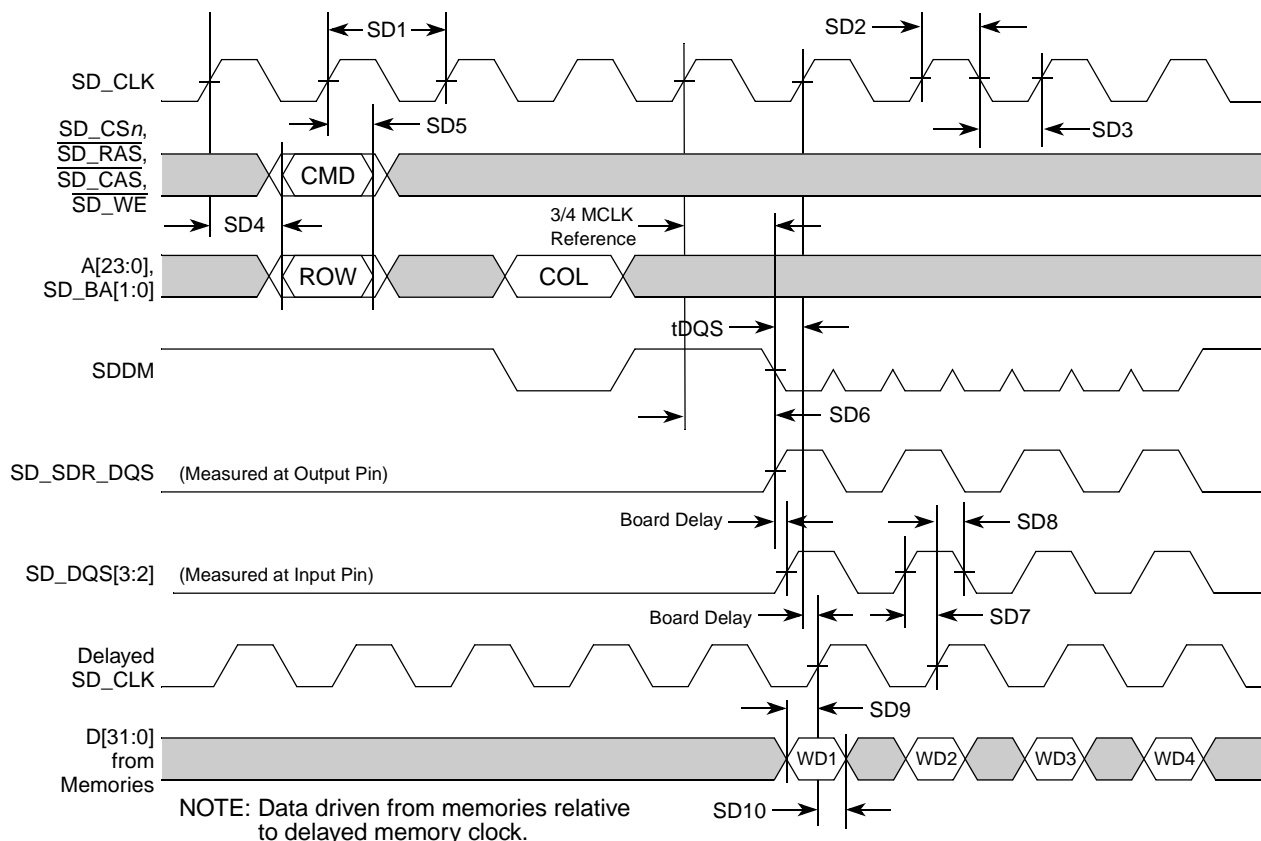 SD1
SD2
SD_CLK
SD5
SD3
SD_CSn,
SD_RAS,
SD_CAS,
SD_WE
CMD
SD4
3/4 MCLK
Reference
A[23:0],
SD_BA[1:0]
ROW
COL
tDQS
SDDM
SD6
SD_SDR_DQS
(Measured at Output Pin)
Board Delay
SD8
SD_DQS[3:2]
(Measured at Input Pin)
Board Delay
SD7
Delayed
SD_CLK
SD9
D[31:0]
from
Memories
WD1
WD2
WD3
WD4
SD10
NOTE: Data driven from memories relative
to delayed memory clock.